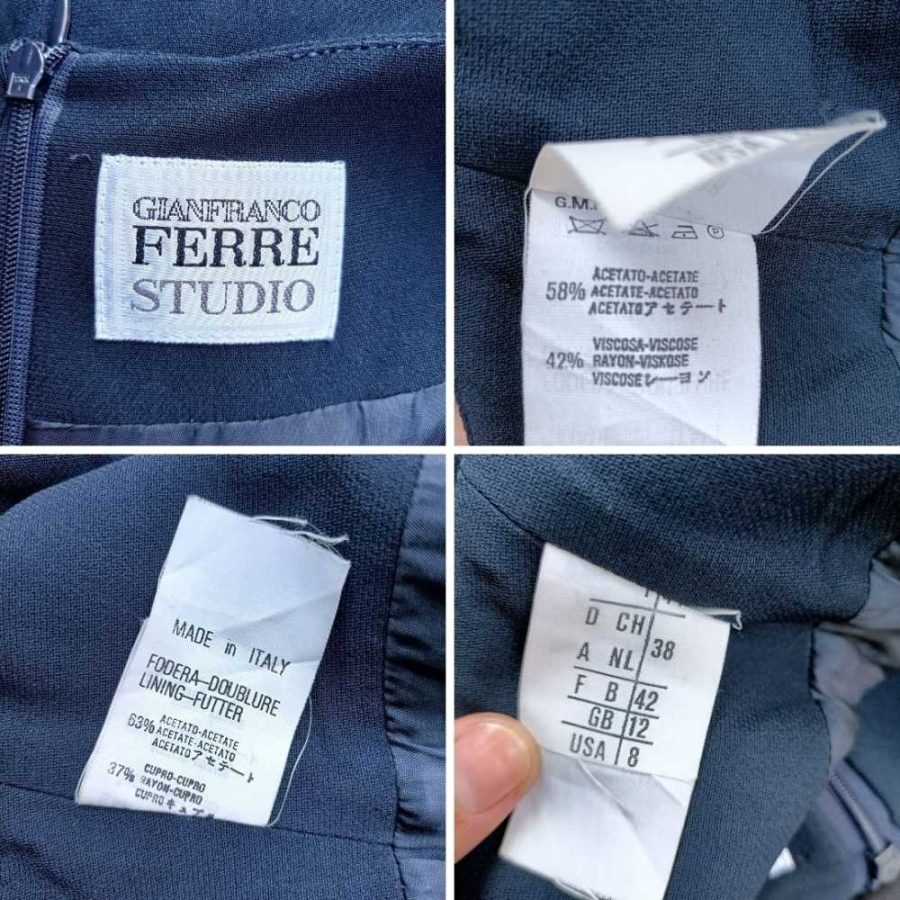 GIANFRANCO
FERRE
STUDIO
USA
G.M.
ACETATO-ACETATE
58% ACETATE-ACETATO
ACETATOアセテート
VISCOSA-VISCOSE
42% RAYON-VISKOSE
VISCOSEレーヨン
MADE in ITALY
FODERA-DOUBLURE
LINING-FUTTER
ACETATO-ACETATE
63% ACETATE-ACETATO
ACETATOアセテート
CUPRO-CUPRO
37% RAYON-CUPRO
CUPRO
D CH
38
A NL
F B 42
GB 12
USA 8